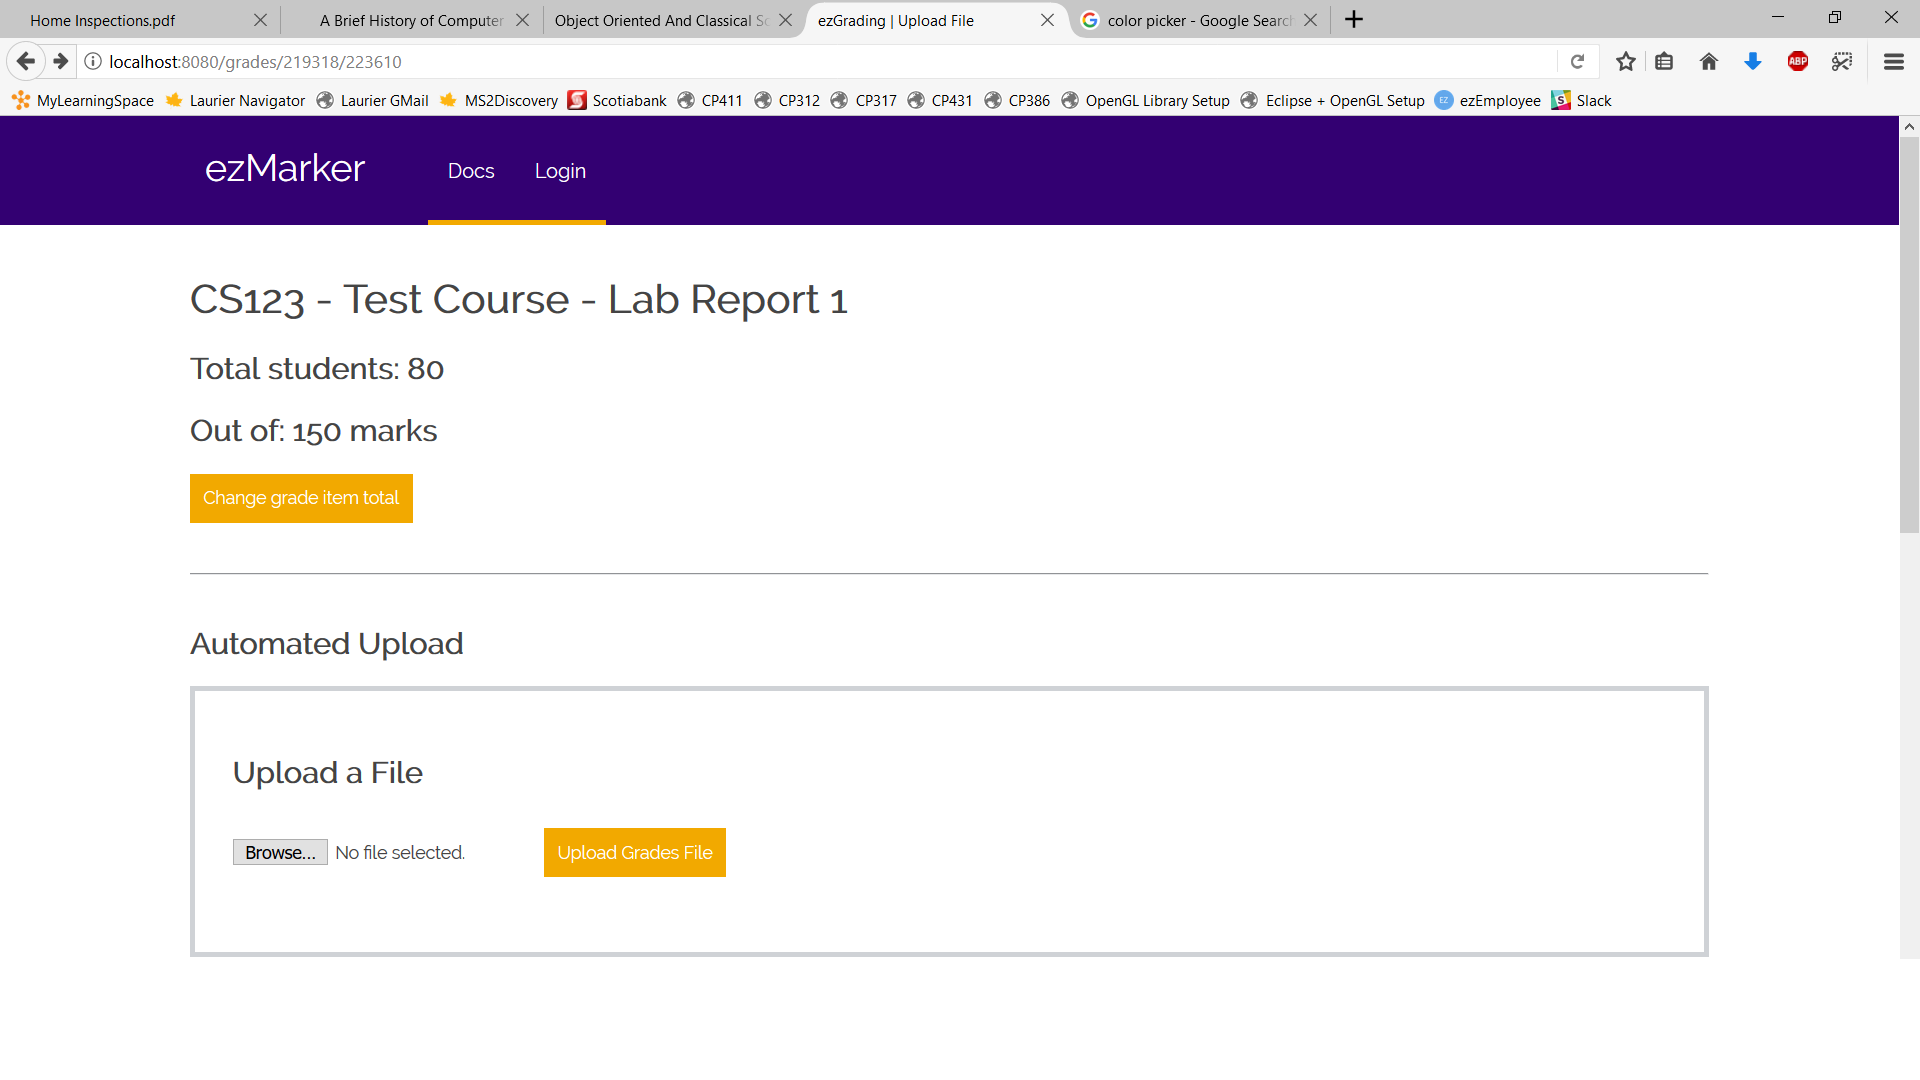 Home Inspections.pdf
A Brief History of Computer
Object Oriented And Classical So
ezGrading | Upload File
color picker - Google Search
localhost:8080/grades/219318/223610
ABP
MyLearningSpace
Laurier Navigator
Laurier GMail
MS2Discovery
Scotiabank
CP411
CP312
CP317
CP431
CP386
OpenGL Library Setup
Eclipse + OpenGL Setup
EZ ezEmployee
Slack
ezMarker
Docs
Login
CS123 - Test Course - Lab Report 1
Total students: 80
Out of: 150 marks
Change grade item total
Automated Upload
Upload a File
Browse... No file selected.
Upload Grades File